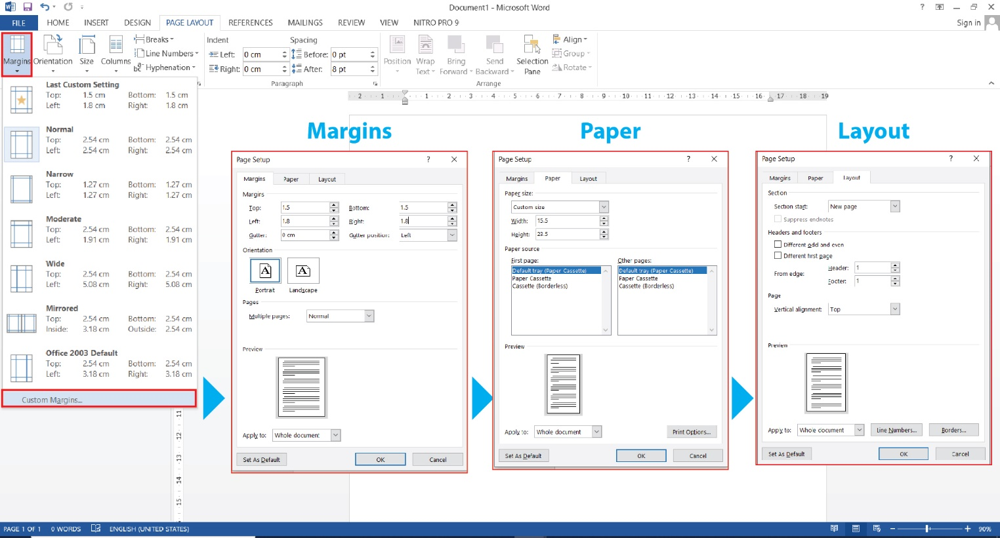 Document1 - Microsoft Word
FILE HOME INSERT DESIGN PAGE LAYOUT REFERENCES MAILINGS REVIEW VIEW NITRO PRO 9 Sign in
Margins Orientation Size Columns
Breaks
Line Numbers
Hyphenation
Indent Spacing
Left: 0 cm Before: 0 pt
Right: 0 cm After: 8 pt
Paragraph
Position Wrap Text Bring Forward Send Backward Selection Pane
Align
Group
Rotate
Arrange
Last Custom Setting
Top: 1.5 cm Bottom: 1.5 cm
Left: 1.8 cm Right: 1.8 cm
Normal
Top: 2.54 cm Bottom: 2.54 cm
Left: 2.54 cm Right: 2.54 cm
Narrow
Top: 1.27 cm Bottom: 1.27 cm
Left: 1.27 cm Right: 1.27 cm
Moderate
Top: 2.54 cm Bottom: 2.54 cm
Left: 1.91 cm Right: 1.91 cm
Wide
Top: 2.54 cm Bottom: 2.54 cm
Left: 5.08 cm Right: 5.08 cm
Mirrored
Top: 2.54 cm Bottom: 2.54 cm
Inside: 3.18 cm Outside: 2.54 cm
Office 2003 Default
Top: 2.54 cm Bottom: 2.54 cm
Left: 3.18 cm Right: 3.18 cm
Custom Margins...
2 1 1 2 3 4 5 6 7 8 9 10 11 12 13 14 15 16 17 18 19
11
12
13
14
15
Margins
Page Setup ?
Margins Paper Layout
Margins
Top: 1.5 Bottom: 1.5
Left: 1.8 Right: 1.8
Gutter: 0 cm Gutter position: Left
Orientation
A A
Portrait Landscape
Pages
Multiple pages: Normal
Preview
Apply to: Whole document
Set As Default OK Cancel
Paper
Page Setup ?
Margins Paper Layout
Paper size:
Custom size
Width: 15.5
Height: 23.5
Paper source
First page: Other pages:
Default tray (Paper Cassette) Default tray (Paper Cassette)
Paper Cassette Paper Cassette
Cassette (Borderless) Cassette (Borderless)
Preview
Apply to: Whole document Print Options...
Set As Default OK Cancel
Layout
Page Setup ?
Margins Paper Layout
Section
Section start: New page
Suppress endnotes
Headers and footers
Different odd and even
Different first page
From edge: Header: 1
Footer: 1
Page
Vertical alignment: Top
Preview
Apply to: Whole document Line Numbers... Borders...
Set As Default OK Cancel
PAGE 1 OF 1 0 WORDS ENGLISH (UNITED STATES) 90%